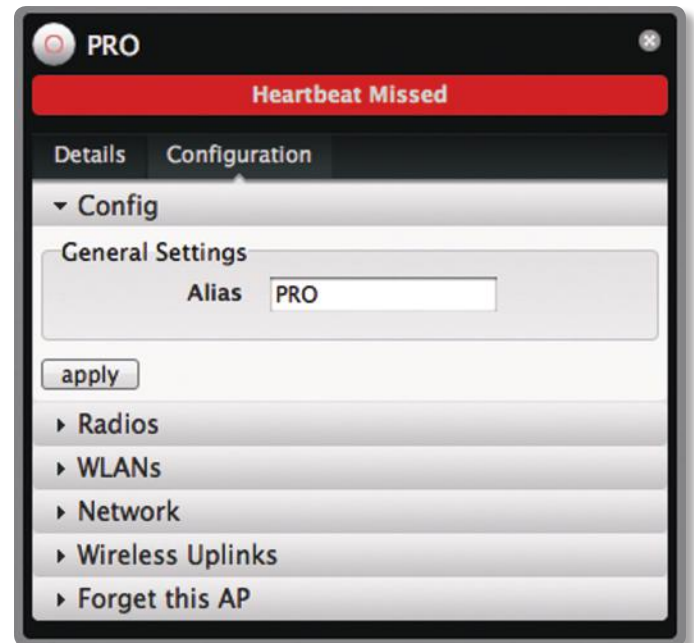 PRO
Heartbeat Missed
Details Configuration
Config
General Settings
Alias PRO
apply
Radios
WLANs
Network
Wireless Uplinks
Forget this AP